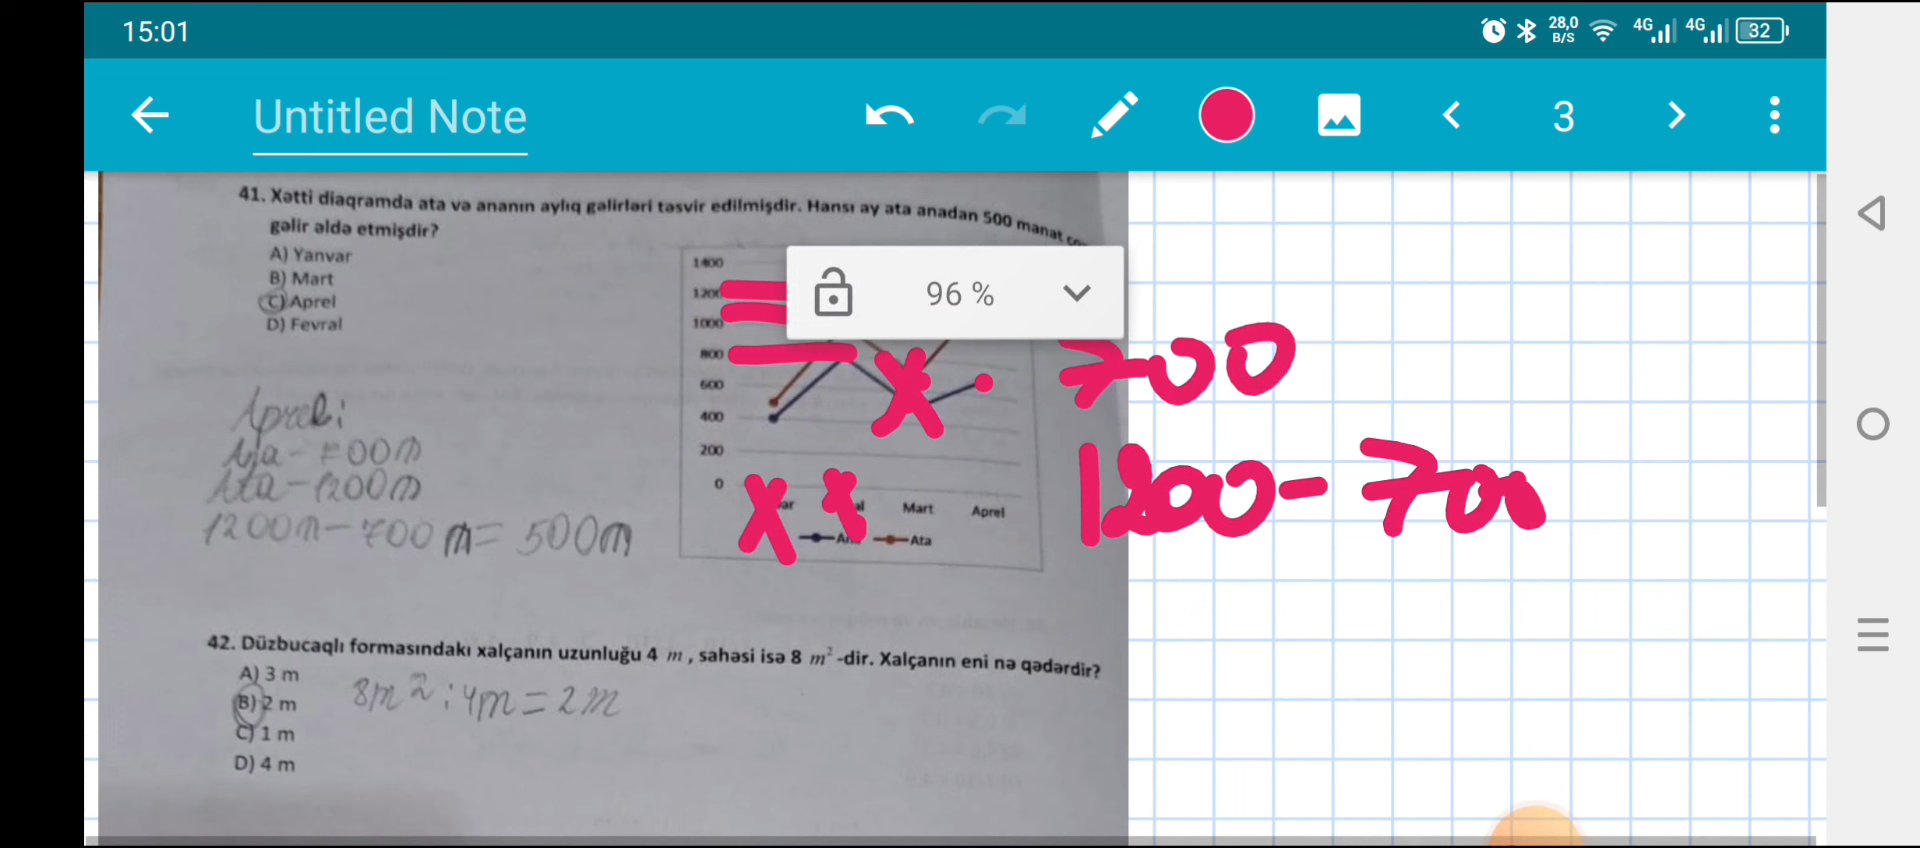 15:01
28,0 B/S 4G 4G 32
Untitled Note
3
41. Xətti diaqramda ata və ananın aylıq gəlirləri təsvir edilmişdir. Hansı ay ata anadan 500 manat
gəlir əldə etmişdir?
A) Yanvar
B) Mart
C) Aprel
D) Fevral
96 %
1400
1200
1000
800
600
400
200
0
Mart Aprel
Ata
700
1200-700
Aprel:
Ana-700m
Ata-1200m
1200m-700m=500m
42. Düzbucaqlı formasındakı xalçanın uzunluğu 4 m , sahəsi isə 8 m² -dir. Xalçanın eni nə qədərdir?
A) 3 m
B) 2 m
C) 1 m
D) 4 m
8m²:4m=2m